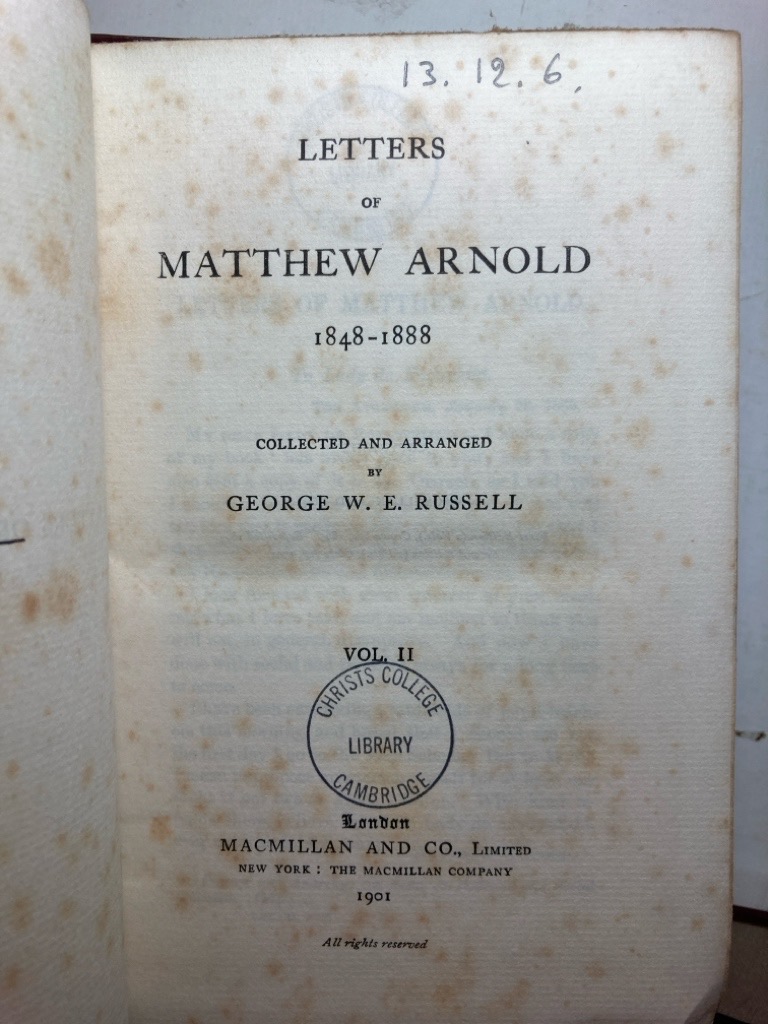 13. 12. 6.
LETTERS
OF
MATTHEW ARNOLD
1848-1888
COLLECTED AND ARRANGED
BY
GEORGE W. E. RUSSELL
VOL. II
CHRISTS COLLEGE
LIBRARY
CAMBRIDGE
London
MACMILLAN AND CO., LIMITED
NEW YORK : THE MACMILLAN COMPANY
1901
All rights reserved